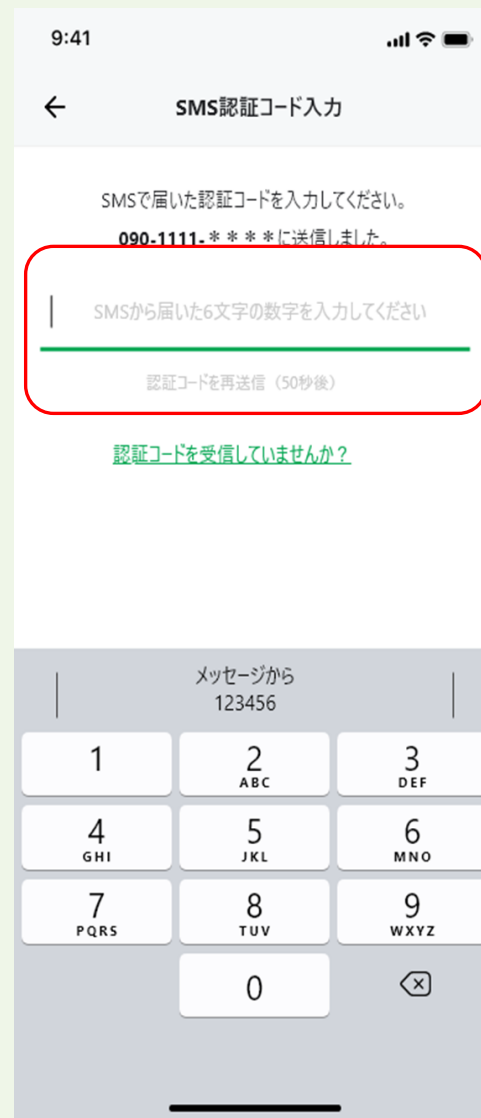 9:41
SMS認証コード入力
SMSで届いた認証コードを入力してください。
090-1111-＊＊＊＊に送信しました。
SMSから届いた6文字の数字を入力してください
認証コードを再送信（50秒後）
認証コードを受信していませんか？
メッセージから
123456
1
2
ABC
3
DEF
4
GHI
5
JKL
6
MNO
7
PQRS
8
TUV
9
WXYZ
0